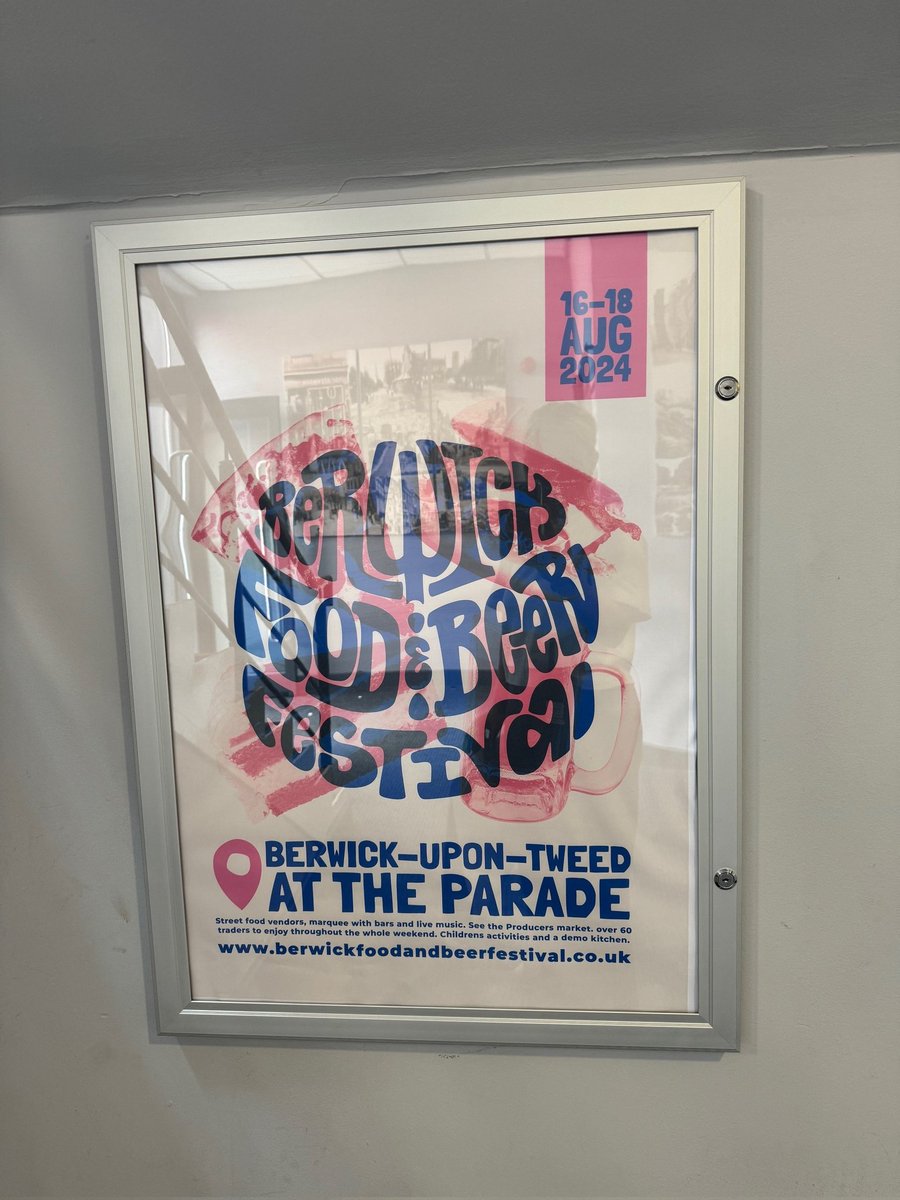 16–18
AUG
2024
BERWICK
FOOD & BEER
FESTIVal
BERWICK–UPON–TWEED
AT THE PARADE
Street food vendors, marquee with bars and live music. See the Producers market. over 60
traders to enjoy throughout the whole weekend. Childrens activities and a demo kitchen.
www.berwickfoodandbeerfestival.co.uk